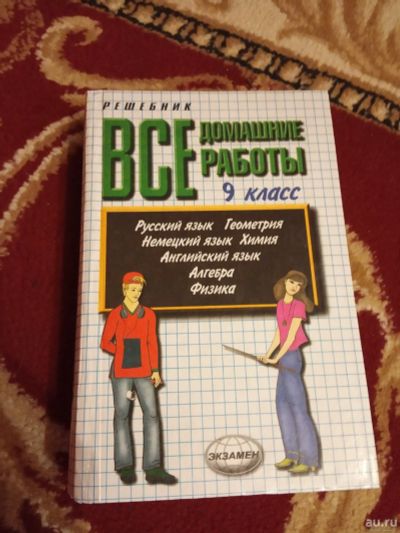 РЕШЕБНИК
ВСЕ ДОМАШНИЕ
РАБОТЫ
9 класс
Русский язык Геометрия
Немецкий язык Химия
Английский язык
Алгебра
Физика
ЭКЗАМЕН
au.ru